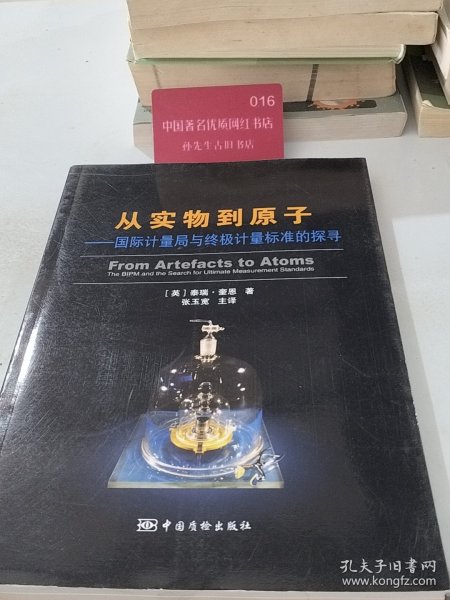 016
中国著名优质网红书店
孙先生古旧书店
从实物到原子
——国际计量局与终极计量标准的探寻
From Artefacts to Atoms
The BIPM and the Search for Ultimate Measurement Standards
[英] 泰瑞·奎恩 著
张玉宽 主译
中国质检出版社
孔夫子旧书网
www.kongfz.com